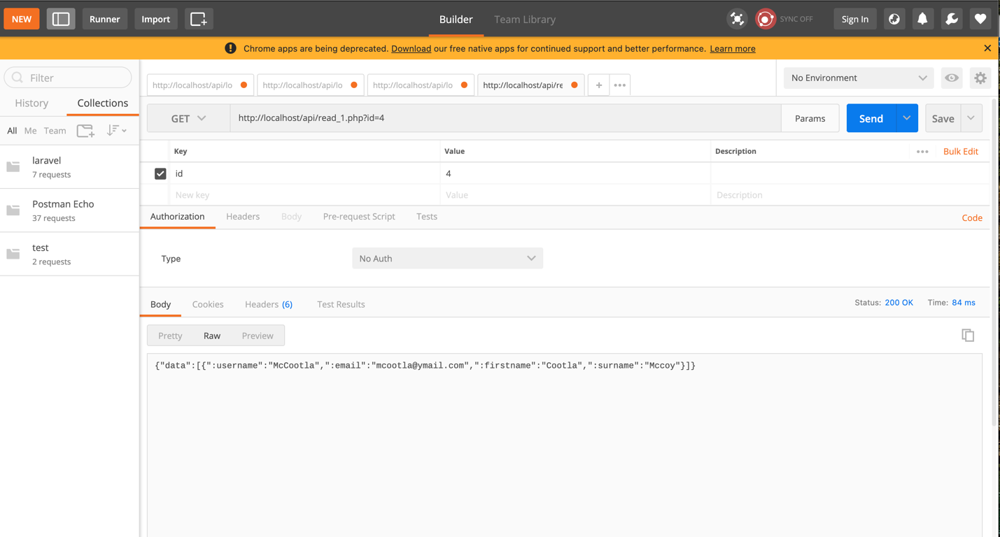 NEW Runner Import Builder Team Library SYNC OFF Sign In
Chrome apps are being deprecated. Download our free native apps for continued support and better performance. Learn more
Filter
http://localhost/api/lo http://localhost/api/lo http://localhost/api/lo http://localhost/api/re No Environment
History Collections
GET http://localhost/api/read_1.php?id=4 Params Send Save
All Me Team
Key Value Description Bulk Edit
laravel
7 requests
id 4
New key Value Description
Postman Echo
37 requests
Authorization Headers Body Pre-request Script Tests Code
test
2 requests
Type No Auth
Body Cookies Headers (6) Test Results Status: 200 OK Time: 84 ms
Pretty Raw Preview
{"data":[{":username":"McCootla",":email":"mcootla@ymail.com",":firstname":"Cootla",":surname":"Mccoy"}]}